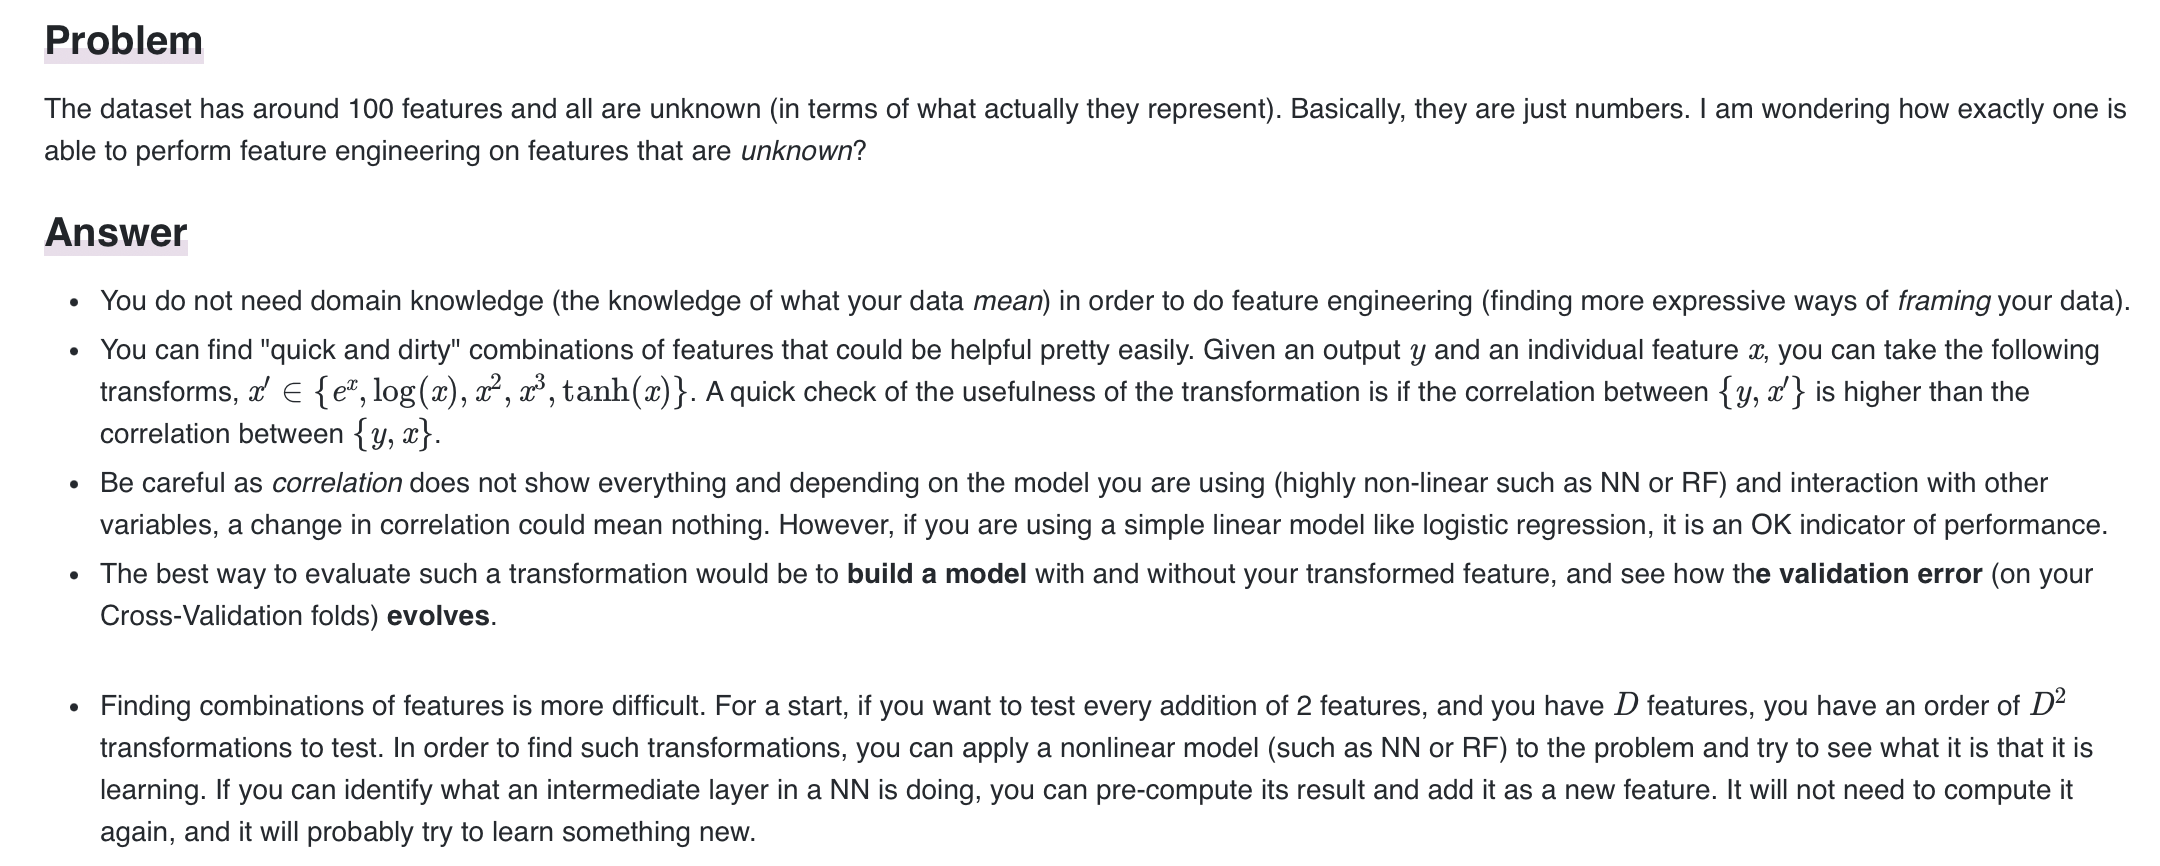 Problem
The dataset has around 100 features and all are unknown (in terms of what actually they represent). Basically, they are just numbers. I am wondering how exactly one is
able to perform feature engineering on features that are unknown?
Answer
• You do not need domain knowledge (the knowledge of what your data mean) in order to do feature engineering (finding more expressive ways of framing your data).
• You can find "quick and dirty" combinations of features that could be helpful pretty easily. Given an output y and an individual feature x, you can take the following
transforms, x′ ∈ {eˣ, log(x), x², x³, tanh(x)}. A quick check of the usefulness of the transformation is if the correlation between {y, x′} is higher than the
correlation between {y, x}.
• Be careful as correlation does not show everything and depending on the model you are using (highly non-linear such as NN or RF) and interaction with other
variables, a change in correlation could mean nothing. However, if you are using a simple linear model like logistic regression, it is an OK indicator of performance.
• The best way to evaluate such a transformation would be to build a model with and without your transformed feature, and see how the validation error (on your
Cross-Validation folds) evolves.
• Finding combinations of features is more difficult. For a start, if you want to test every addition of 2 features, and you have D features, you have an order of D²
transformations to test. In order to find such transformations, you can apply a nonlinear model (such as NN or RF) to the problem and try to see what it is that it is
learning. If you can identify what an intermediate layer in a NN is doing, you can pre-compute its result and add it as a new feature. It will not need to compute it
again, and it will probably try to learn something new.